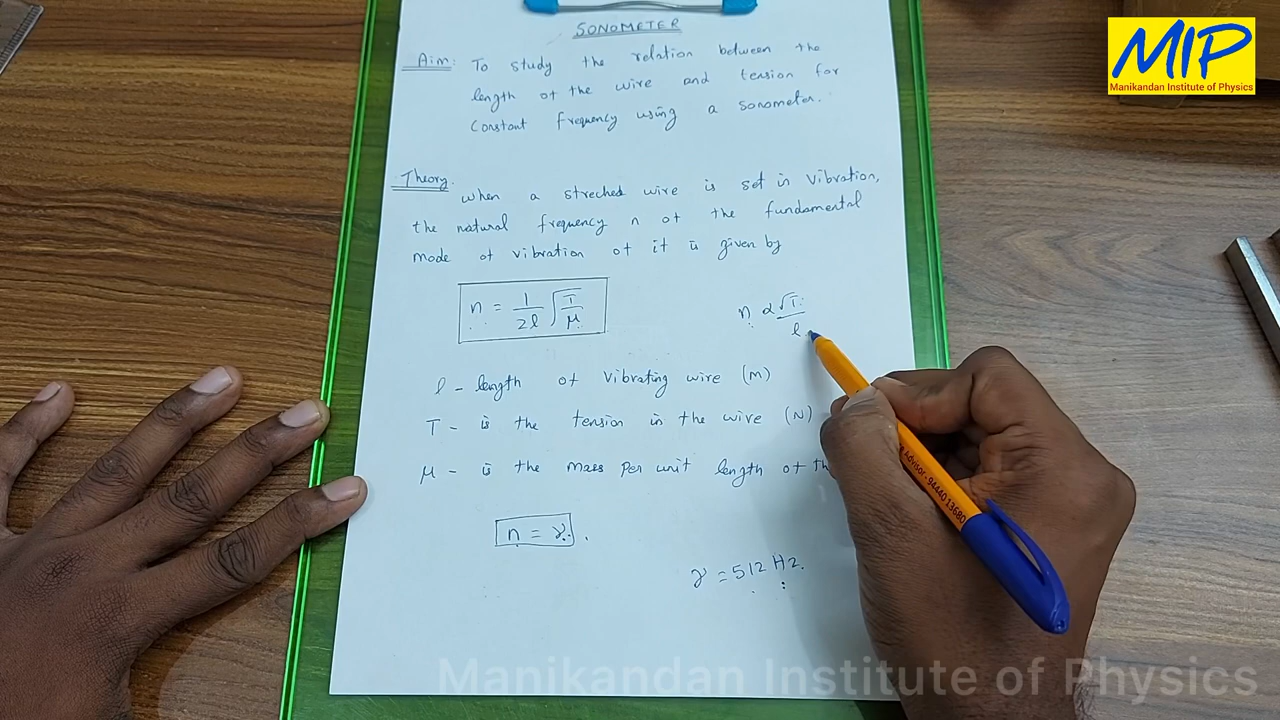 SONOMETER
Aim: To study the relation between the
length of the wire and tension for
Constant frequency using a sonometer.
Theory.
When a streched wire is set in vibration,
the natural frequency n of the fundamental
mode of vibration of it is given by
n = 1/2l √T/μ
n α √T/l
l - length of Vibrating wire (M)
T - is the tension in the wire (N)
μ - is the mass per unit length of th
n = γ.
γ = 512 Hz.
MIP
Manikandan Institute of Physics
Advisor - 9444013680
Manikandan Institute of Physics